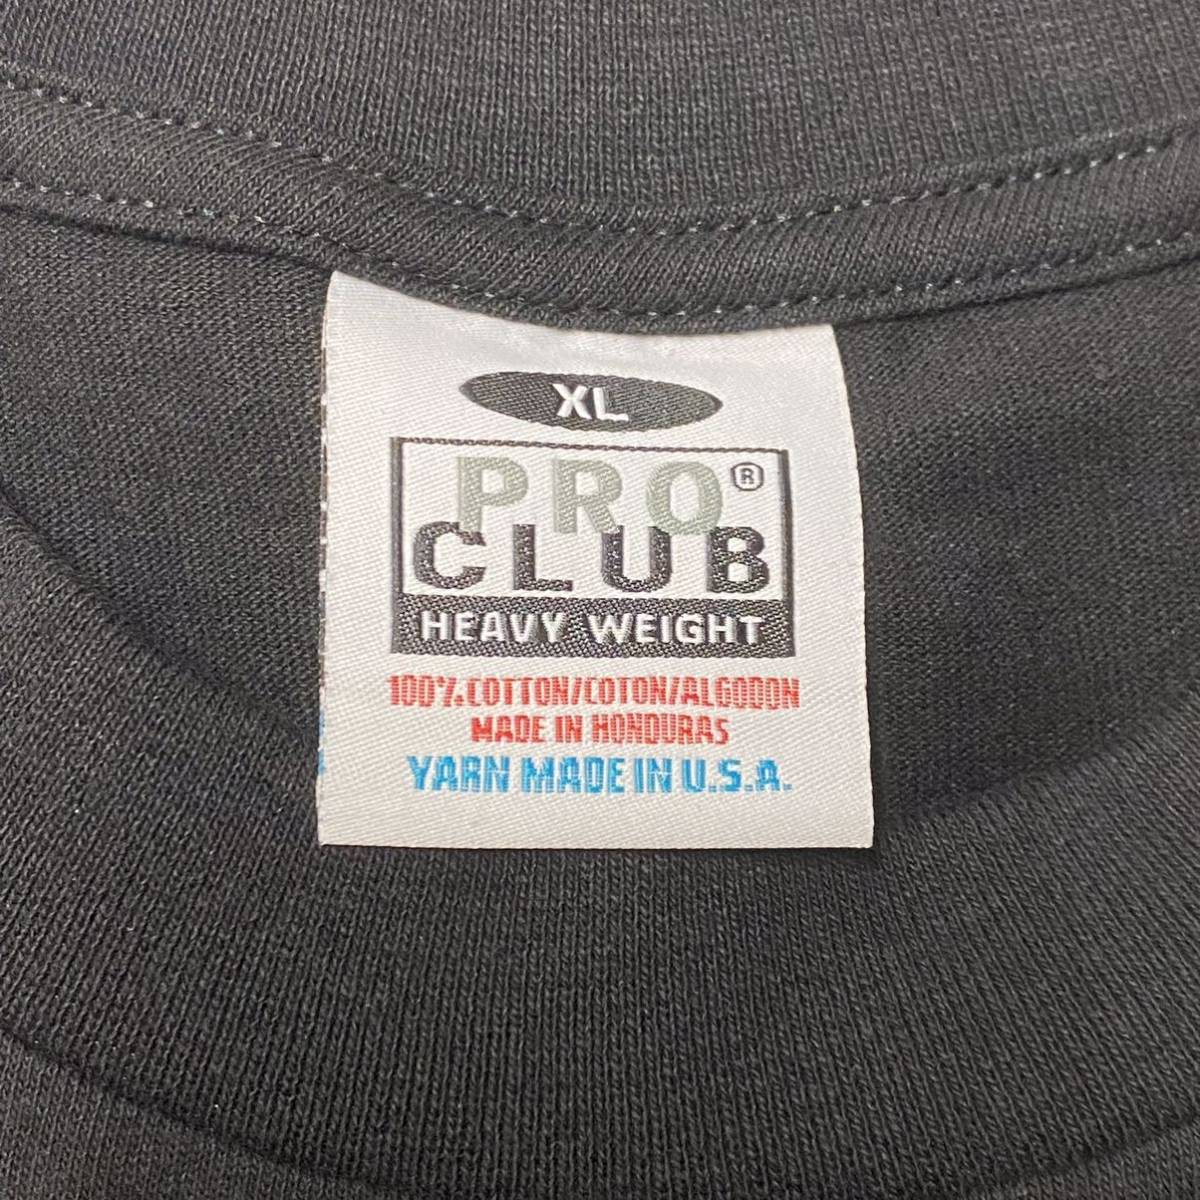 XL
PRO®
CLUB
HEAVY WEIGHT
100% COTTON/COTON/ALGODON
MADE IN HONDURAS
YARN MADE IN U.S.A.